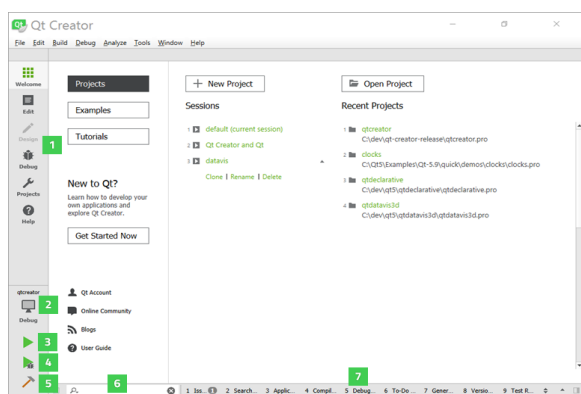 Qt Creator
File Edit Build Debug Analyze Tools Window Help
Welcome
Edit
Design
1
Debug
Projects
Help
qtcreator
2
Debug
3
4
5
Projects
Examples
Tutorials
New to Qt?
Learn how to develop your
own applications and
explore Qt Creator.
Get Started Now
Qt Account
Online Community
Blogs
User Guide
+ New Project
Sessions
1 default (current session)
2 Qt Creator and Qt
3 datavis
Clone | Rename | Delete
Open Project
Recent Projects
1 qtcreator
C:\dev\qt-creator-release\qtcreator.pro
2 clocks
C:\Qt5\Examples\Qt-5.9\quick\demos\clocks\clocks.pro
3 qtdeclarative
C:\dev\qt5\qtdeclarative\qtdeclarative.pro
4 qtdatavis3d
C:\dev\qt5\qtdatavis3d\qtdatavis3d.pro
6
7
1 Iss... 1 2 Search... 3 Applic... 4 Compil... 5 Debug... 6 To-Do ... 7 Gener... 8 Versio... 9 Test R...